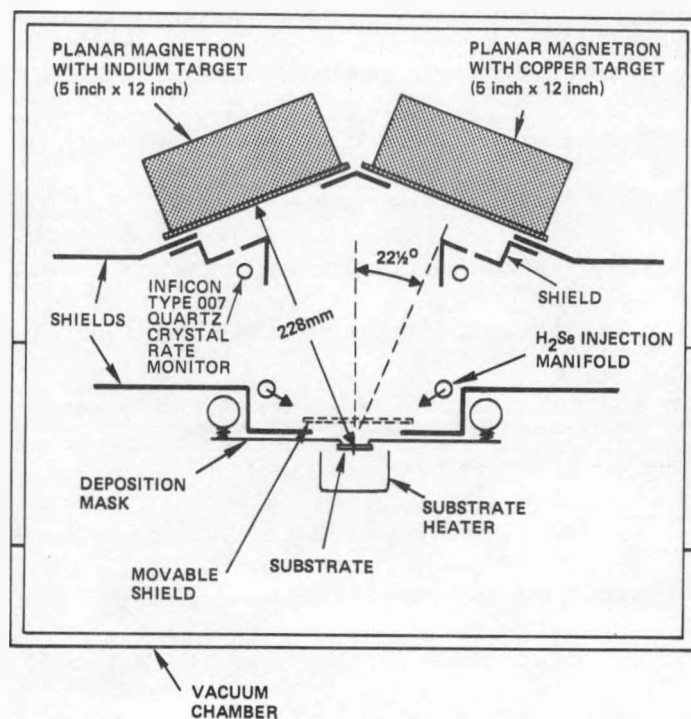 PLANAR MAGNETRON
WITH INDIUM TARGET
(5 inch x 12 inch)
PLANAR MAGNETRON
WITH COPPER TARGET
(5 inch x 12 inch)
22½°
228mm
SHIELDS
INFICON
TYPE 007
QUARTZ
CRYSTAL
RATE
MONITOR
SHIELD
H₂Se INJECTION
MANIFOLD
DEPOSITION
MASK
MOVABLE
SHIELD
SUBSTRATE
SUBSTRATE
HEATER
VACUUM
CHAMBER